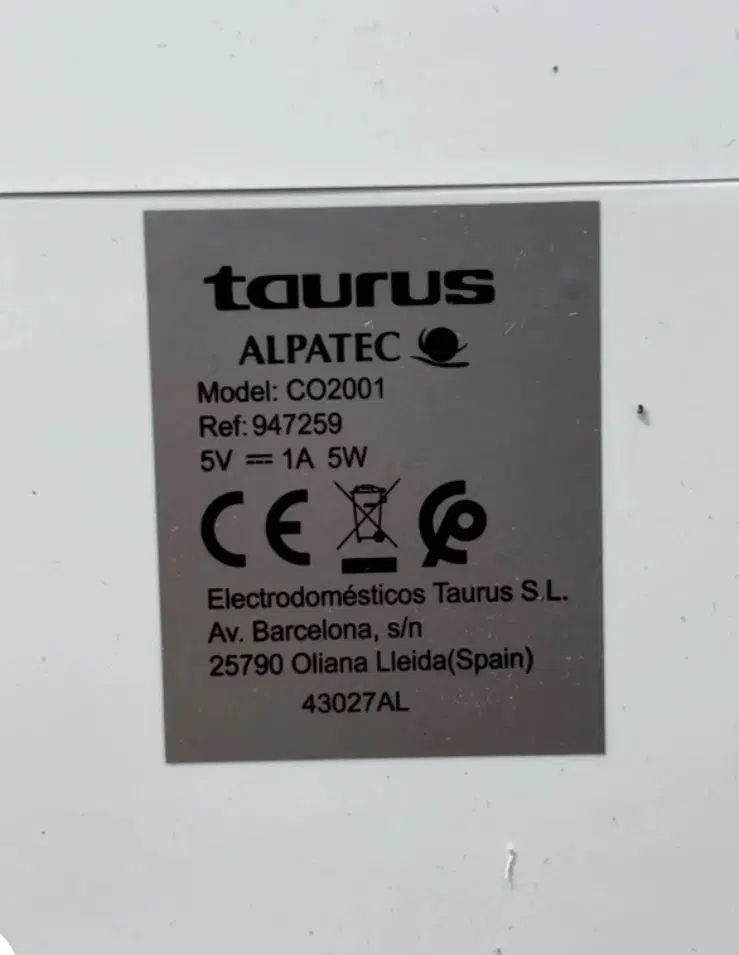 taurus
ALPATEC
Model: CO2001
Ref: 947259
5V ⎓ 1A 5W
CE
Electrodomésticos Taurus S.L.
Av. Barcelona, s/n
25790 Oliana Lleida(Spain)
43027AL